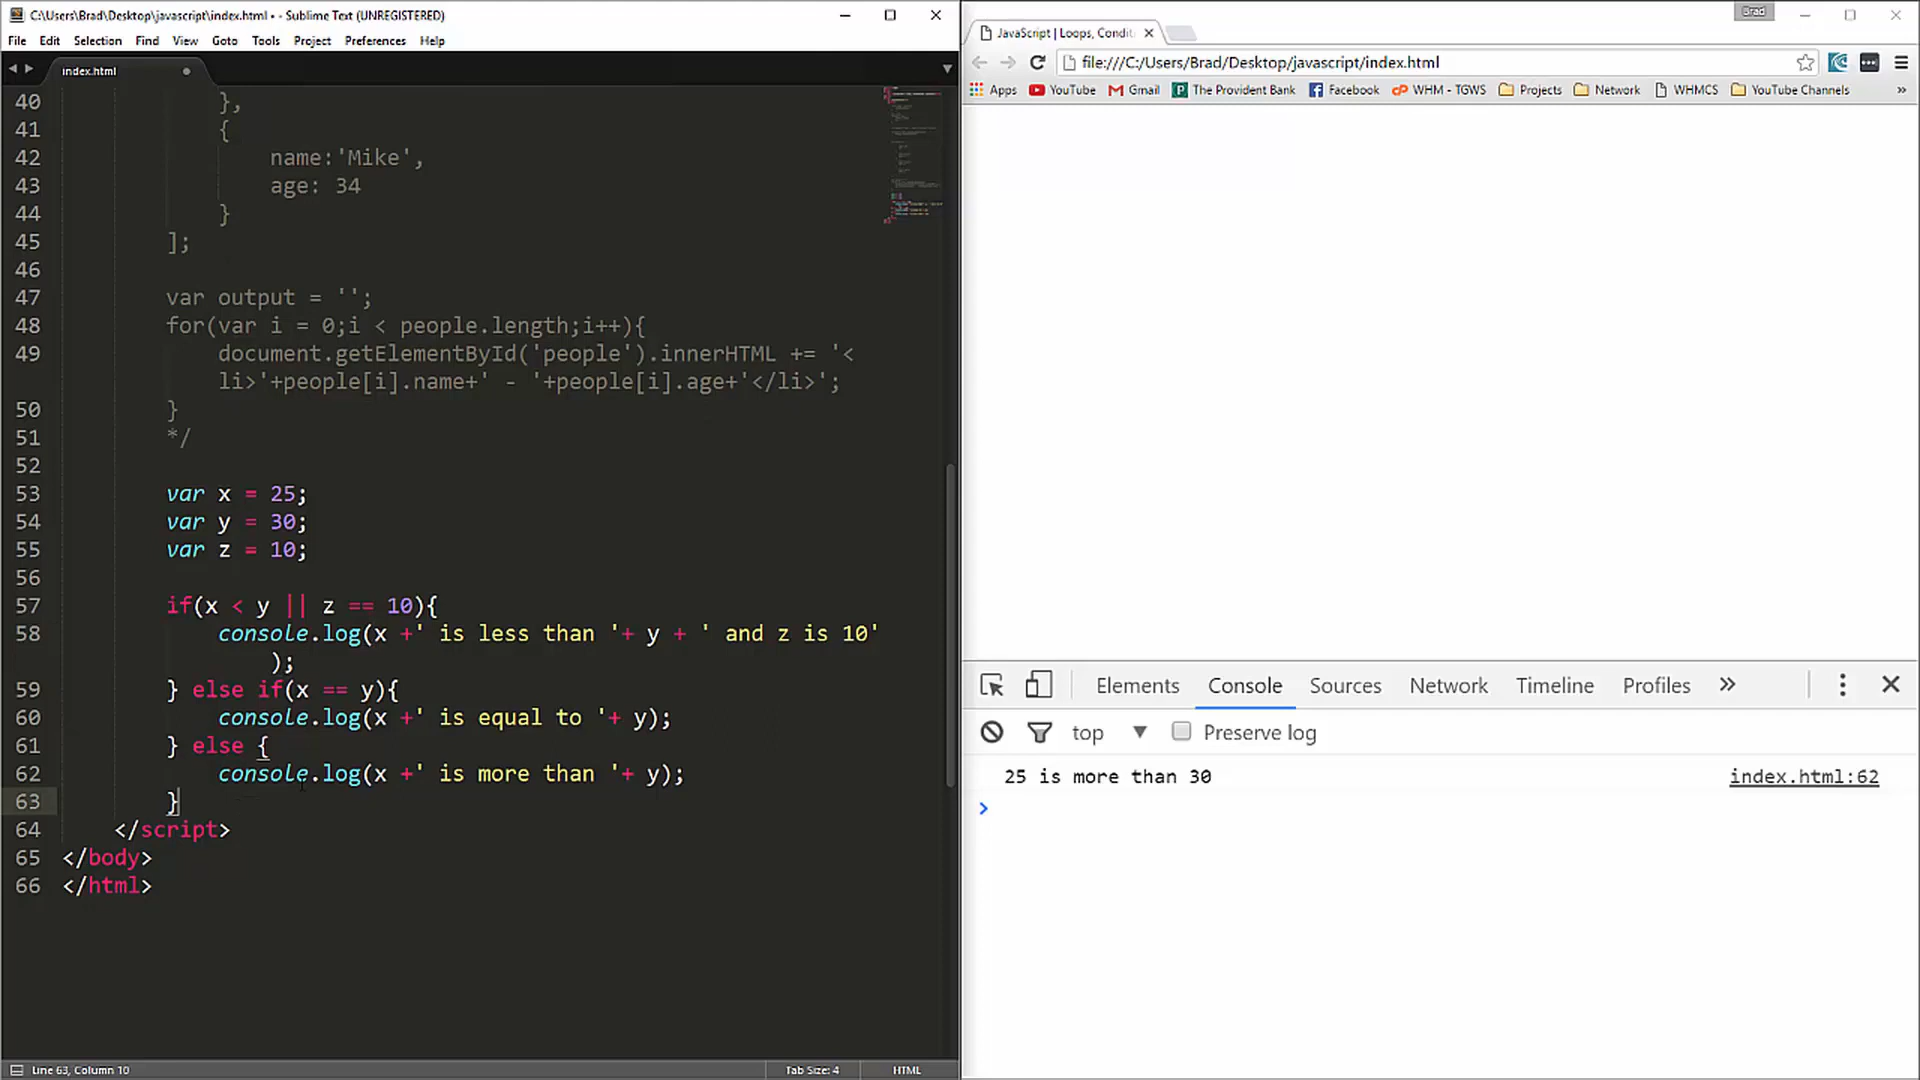 C:\Users\Brad\Desktop\javascript\index.html • - Sublime Text (UNREGISTERED)
File Edit Selection Find View Goto Tools Project Preferences Help
index.html
40 },
41 {
42 name:'Mike',
43 age: 34
44 }
45 ];
46
47 var output = '';
48 for(var i = 0;i < people.length;i++){
49 document.getElementById('people').innerHTML += '<
li>'+people[i].name+' - '+people[i].age+'</li>';
50 }
51 */
52
53 var x = 25;
54 var y = 30;
55 var z = 10;
56
57 if(x < y || z == 10){
58 console.log(x +' is less than '+ y + ' and z is 10'
);
59 } else if(x == y){
60 console.log(x +' is equal to '+ y);
61 } else {
62 console.log(x +' is more than '+ y);
63 }
64 </script>
65 </body>
66 </html>
Line 63, Column 10 Tab Size: 4 HTML
Brad
JavaScript | Loops, Condit
file:///C:/Users/Brad/Desktop/javascript/index.html
Apps YouTube Gmail The Provident Bank Facebook WHM - TGWS Projects Network WHMCS YouTube Channels »
Elements Console Sources Network Timeline Profiles »
top Preserve log
25 is more than 30 index.html:62